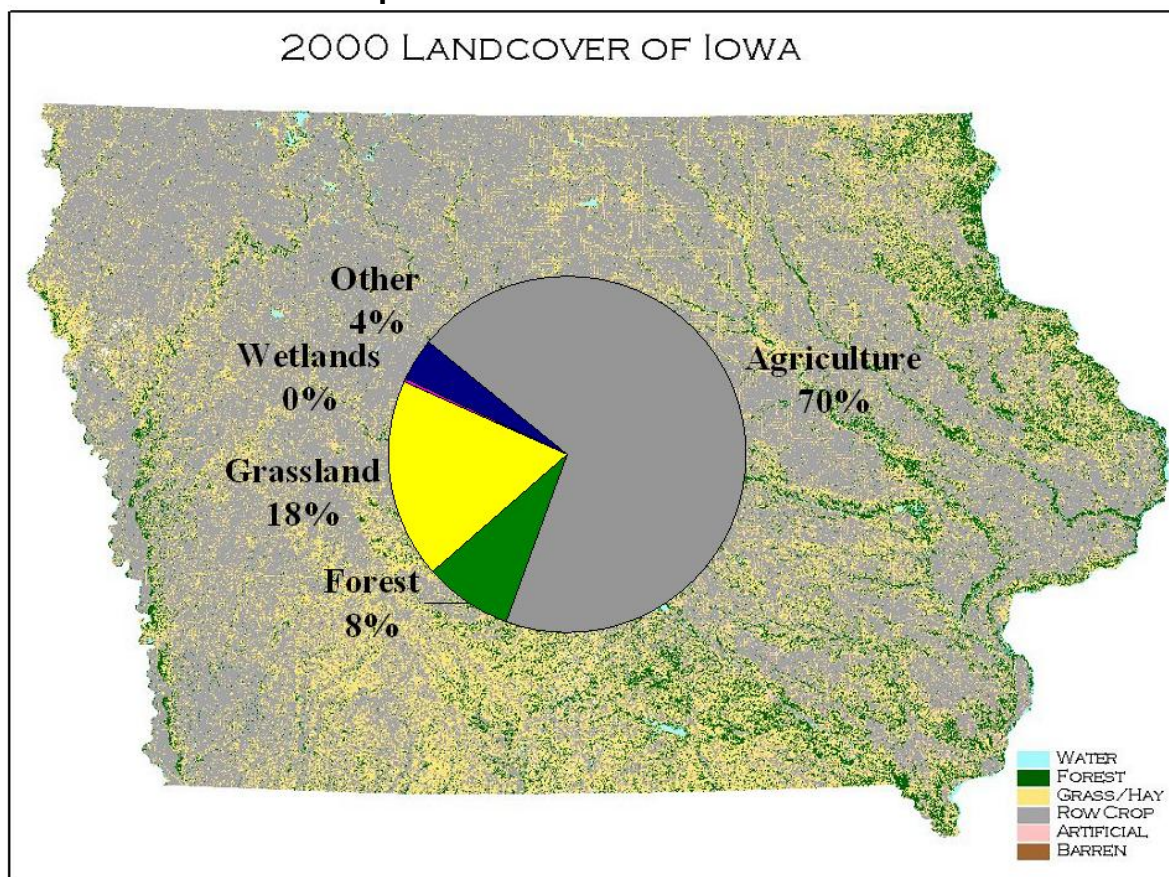 2000 LANDCOVER OF IOWA
Other
4%
Wetlands
0%
Grassland
18%
Forest
8%
Agriculture
70%
WATER
FOREST
GRASS/HAY
ROW CROP
ARTIFICIAL
BARREN